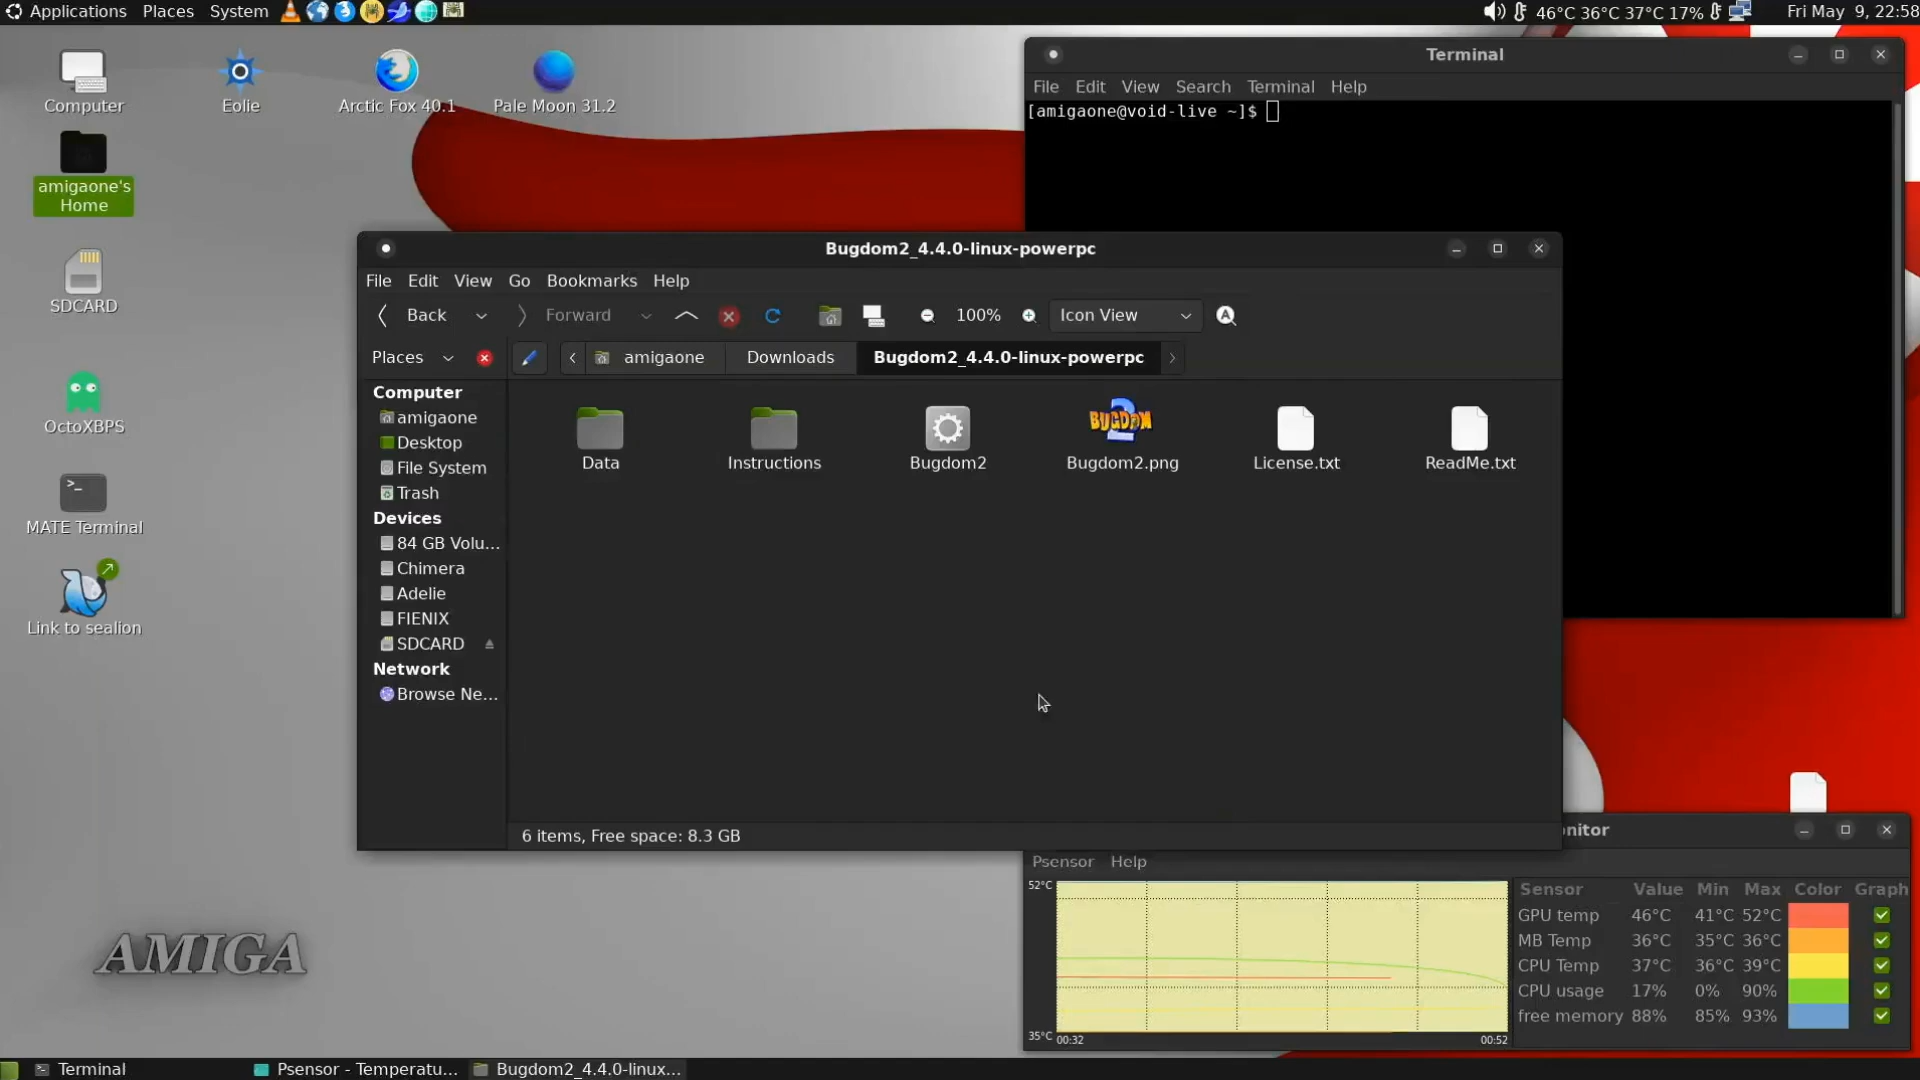 Applications Places System
46°C 36°C 37°C 17%
Fri May 9, 22:58
Computer
Eolie
Arctic Fox 40.1
Pale Moon 31.2
amigaone's
Home
SDCARD
OctoXBPS
MATE Terminal
Link to sealion
AMIGA
Terminal
File Edit View Search Terminal Help
[amigaone@void-live ~]$
Bugdom2_4.4.0-linux-powerpc
File Edit View Go Bookmarks Help
Back Forward 100% Icon View
Places amigaone Downloads Bugdom2_4.4.0-linux-powerpc
Computer
amigaone
Desktop
File System
Trash
Devices
84 GB Volu...
Chimera
Adelie
FIENIX
SDCARD
Network
Browse Ne...
Data
Instructions
Bugdom2
BUGDOM
2
Bugdom2.png
License.txt
ReadMe.txt
6 items, Free space: 8.3 GB
nitor
Psensor Help
52°C
35°C
00:32
00:52
Sensor Value Min Max Color Graph
GPU temp 46°C 41°C 52°C
MB Temp 36°C 35°C 36°C
CPU Temp 37°C 36°C 39°C
CPU usage 17% 0% 90%
free memory 88% 85% 93%
Terminal
Psensor - Temperatu...
Bugdom2_4.4.0-linux...